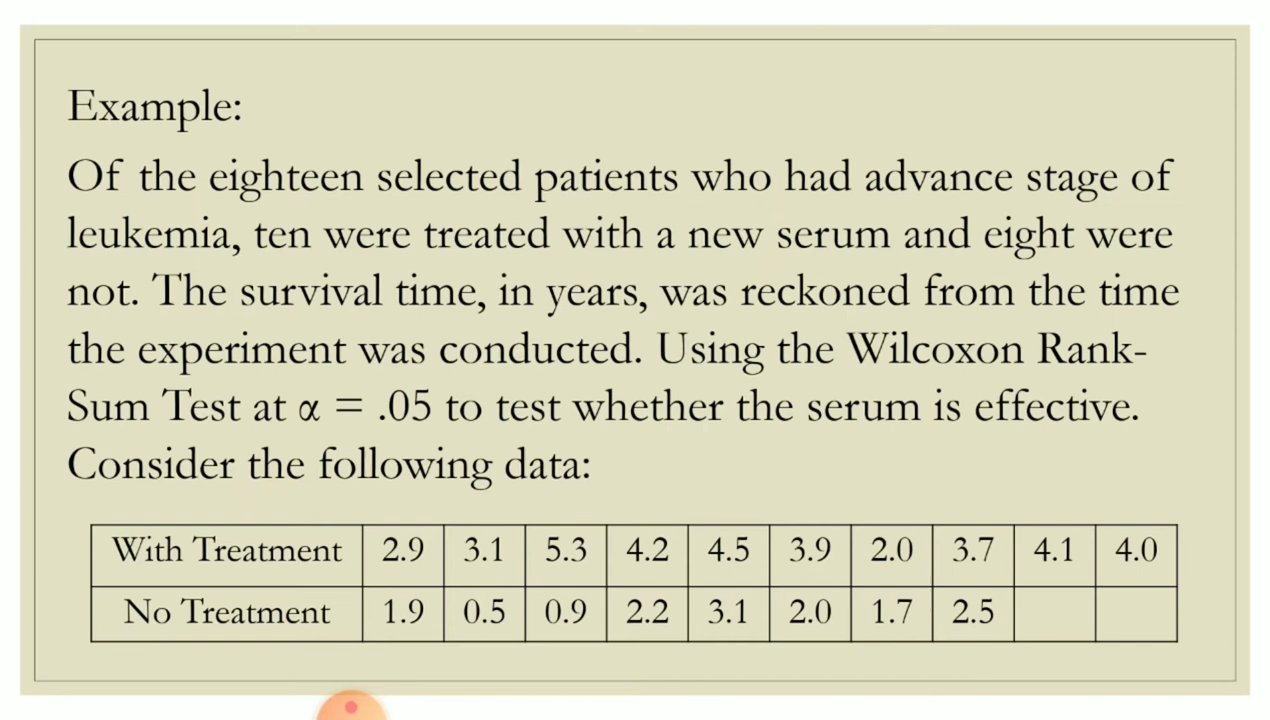 Example:
Of the eighteen selected patients who had advance stage of
leukemia, ten were treated with a new serum and eight were
not. The survival time, in years, was reckoned from the time
the experiment was conducted. Using the Wilcoxon Rank-
Sum Test at α = .05 to test whether the serum is effective.
Consider the following data:
With Treatment 2.9 3.1 5.3 4.2 4.5 3.9 2.0 3.7 4.1 4.0
No Treatment 1.9 0.5 0.9 2.2 3.1 2.0 1.7 2.5